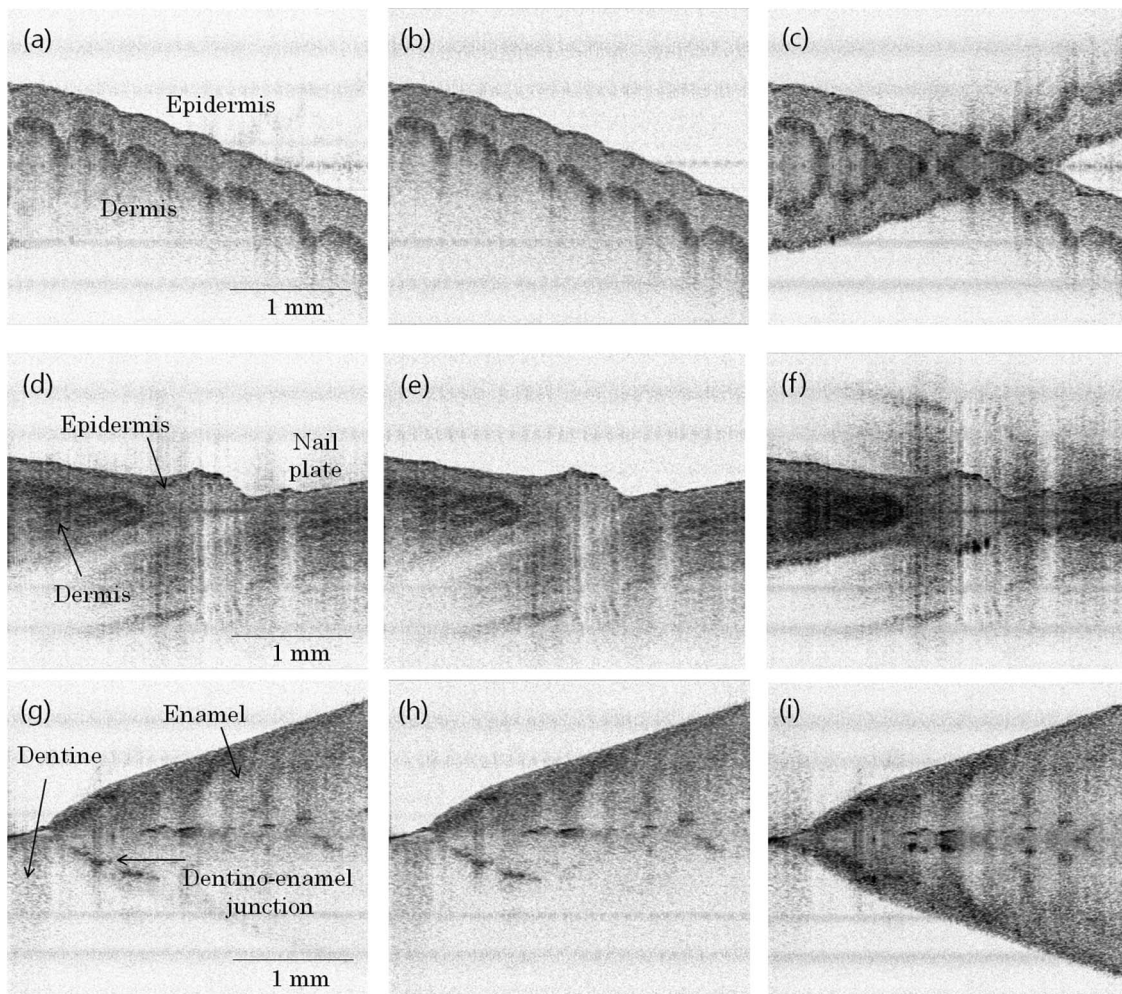 (a)
(b)
(c)
Epidermis
Dermis
1 mm
(d)
(e)
(f)
Epidermis
Nail
plate
Dermis
1 mm
(g)
(h)
(i)
Enamel
Dentine
Dentino-enamel
junction
1 mm